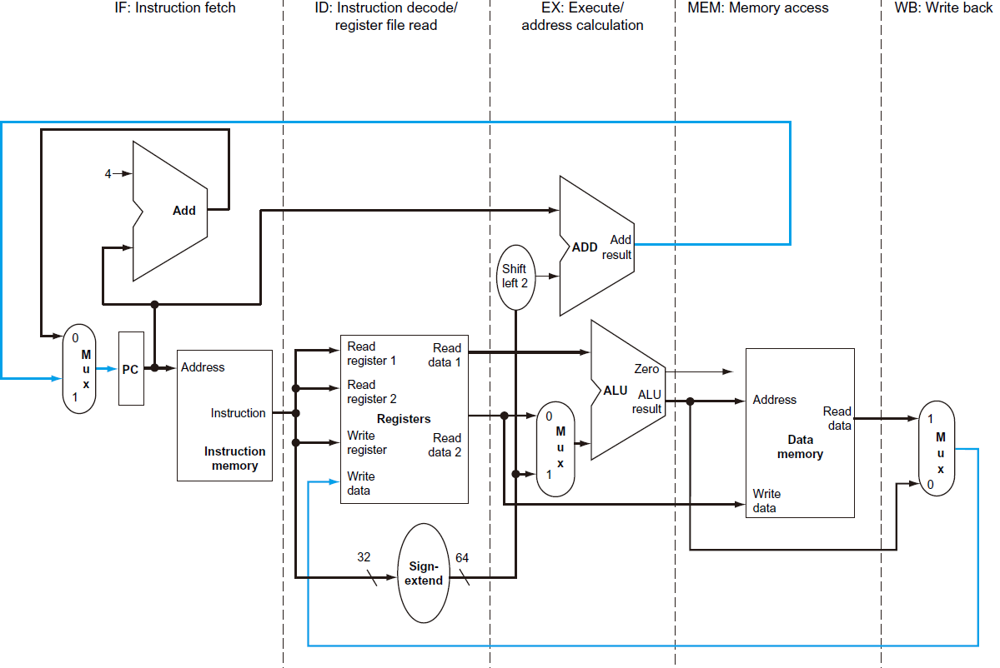 IF: Instruction fetch
ID: Instruction decode/
register file read
EX: Execute/
address calculation
MEM: Memory access
WB: Write back
4
Add
ADD
Add
result
Shift
left 2
0
M
u
x
1
PC
Address
Instruction
Instruction
memory
Read
register 1
Read
data 1
Read
register 2
Registers
Write
register
Read
data 2
Write
data
0
M
u
x
1
Zero
ALU
ALU
result
Address
Read
data
Data
memory
Write
data
1
M
u
x
0
32
Sign-
extend
64